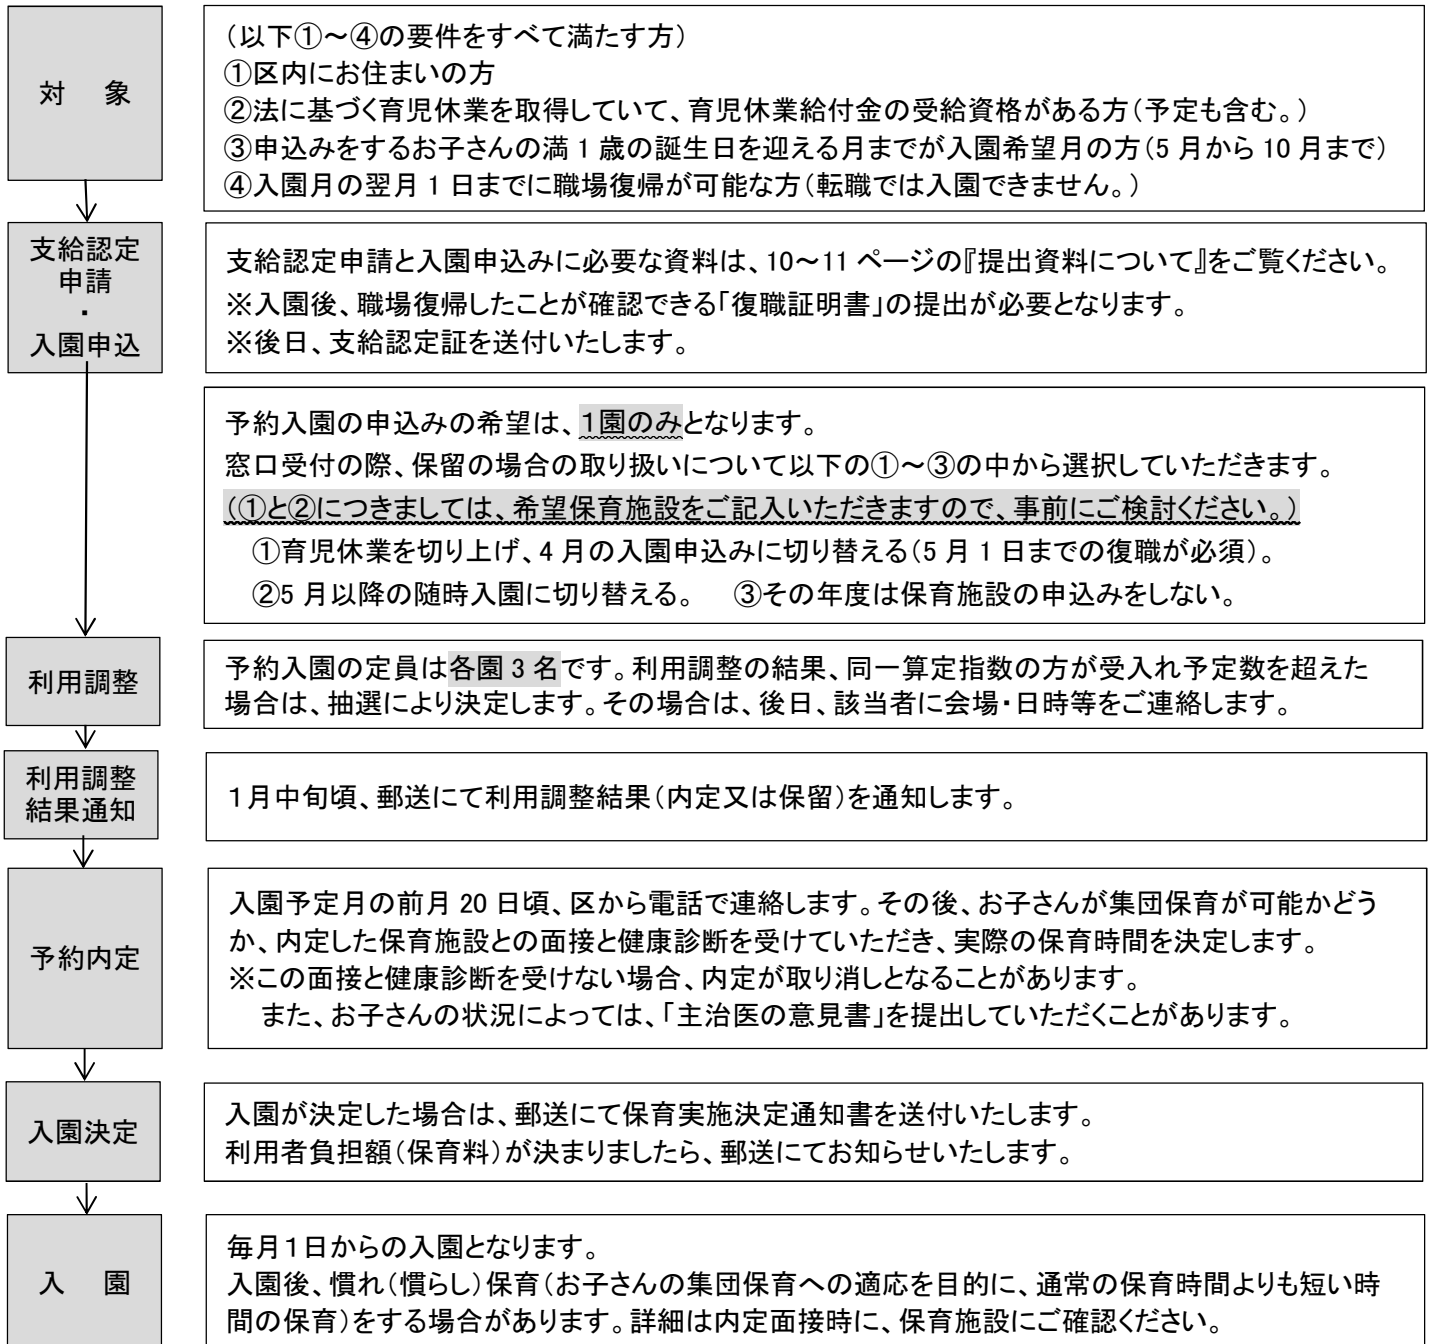 対　象
（以下①～④の要件をすべて満たす方）
①区内にお住まいの方
②法に基づく育児休業を取得していて、育児休業給付金の受給資格がある方（予定も含む。）
③申込みをするお子さんの満 1 歳の誕生日を迎える月までが入園希望月の方（5 月から 10 月まで）
④入園月の翌月 1 日までに職場復帰が可能な方（転職では入園できません。）
支給認定
申請
・
入園申込
支給認定申請と入園申込みに必要な資料は、10～11 ページの『提出資料について』をご覧ください。
※入園後、職場復帰したことが確認できる「復職証明書」の提出が必要となります。
※後日、支給認定証を送付いたします。
予約入園の申込みの希望は、１園のみとなります。
窓口受付の際、保留の場合の取り扱いについて以下の①～③の中から選択していただきます。
（①と②につきましては、希望保育施設をご記入いただきますので、事前にご検討ください。）
①育児休業を切り上げ、4 月の入園申込みに切り替える（5 月 1 日までの復職が必須）。
②5 月以降の随時入園に切り替える。　③その年度は保育施設の申込みをしない。
利用調整
予約入園の定員は各園 3 名です。利用調整の結果、同一算定指数の方が受入れ予定数を超えた
場合は、抽選により決定します。その場合は、後日、該当者に会場・日時等をご連絡します。
利用調整
結果通知
１月中旬頃、郵送にて利用調整結果（内定又は保留）を通知します。
予約内定
入園予定月の前月 20 日頃、区から電話で連絡します。その後、お子さんが集団保育が可能かどう
か、内定した保育施設との面接と健康診断を受けていただき、実際の保育時間を決定します。
※この面接と健康診断を受けない場合、内定が取り消しとなることがあります。
また、お子さんの状況によっては、「主治医の意見書」を提出していただくことがあります。
入園決定
入園が決定した場合は、郵送にて保育実施決定通知書を送付いたします。
利用者負担額（保育料）が決まりましたら、郵送にてお知らせいたします。
入　園
毎月１日からの入園となります。
入園後、慣れ（慣らし）保育（お子さんの集団保育への適応を目的に、通常の保育時間よりも短い時
間の保育）をする場合があります。詳細は内定面接時に、保育施設にご確認ください。